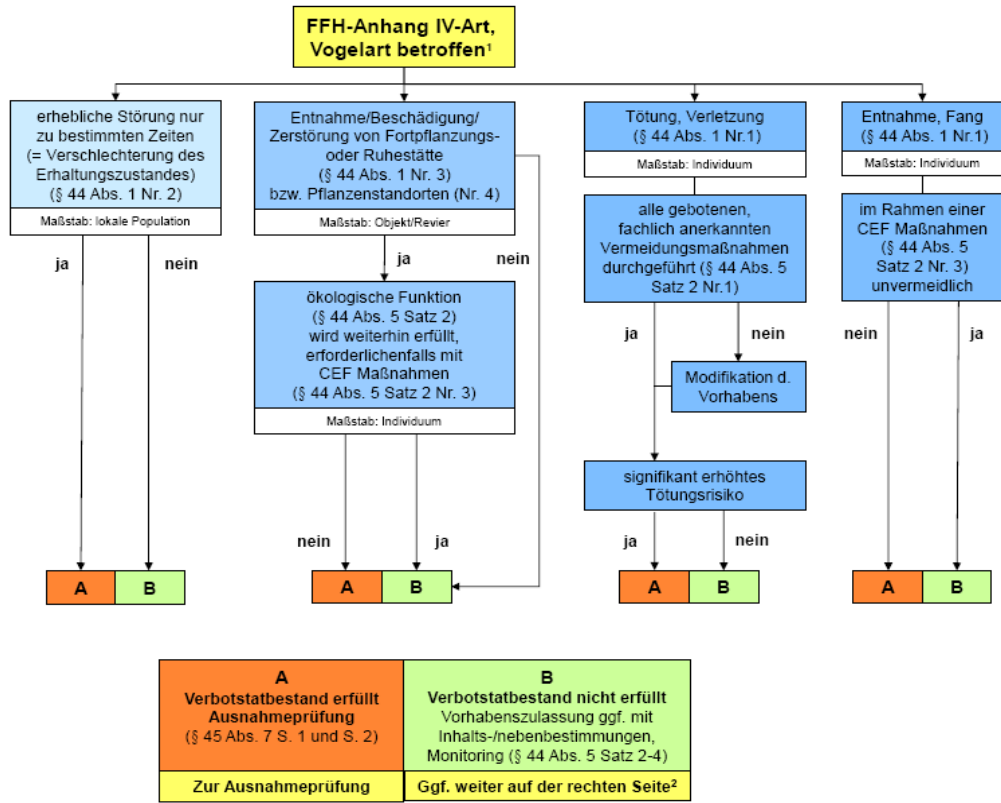 FFH-Anhang IV-Art,
Vogelart betroffen¹
erhebliche Störung nur
zu bestimmten Zeiten
(= Verschlechterung des
Erhaltungszustandes)
(§ 44 Abs. 1 Nr. 2)
Maßstab: lokale Population
ja
nein
A
B
Entnahme/Beschädigung/
Zerstörung von Fortpflanzungs-
oder Ruhestätte
(§ 44 Abs. 1 Nr. 3)
bzw. Pflanzenstandorten (Nr. 4)
Maßstab: Objekt/Revier
ja
nein
ökologische Funktion
(§ 44 Abs. 5 Satz 2)
wird weiterhin erfüllt,
erforderlichenfalls mit
CEF Maßnahmen
(§ 44 Abs. 5 Satz 2 Nr. 3)
Maßstab: Individuum
nein
ja
A
B
Tötung, Verletzung
(§ 44 Abs. 1 Nr.1)
Maßstab: Individuum
alle gebotenen,
fachlich anerkannten
Vermeidungsmaßnahmen
durchgeführt (§ 44 Abs. 5
Satz 2 Nr.1)
ja
nein
Modifikation d.
Vorhabens
signifikant erhöhtes
Tötungsrisiko
ja
nein
A
B
Entnahme, Fang
(§ 44 Abs. 1 Nr.1)
Maßstab: Individuum
im Rahmen einer
CEF Maßnahmen
(§ 44 Abs. 5
Satz 2 Nr. 3)
unvermeidlich
nein
ja
A
B
A
Verbotstatbestand erfüllt
Ausnahmeprüfung
(§ 45 Abs. 7 S. 1 und S. 2)
Zur Ausnahmeprüfung
B
Verbotstatbestand nicht erfüllt
Vorhabenszulassung ggf. mit
Inhalts-/nebenbestimmungen,
Monitoring (§ 44 Abs. 5 Satz 2-4)
Ggf. weiter auf der rechten Seite²